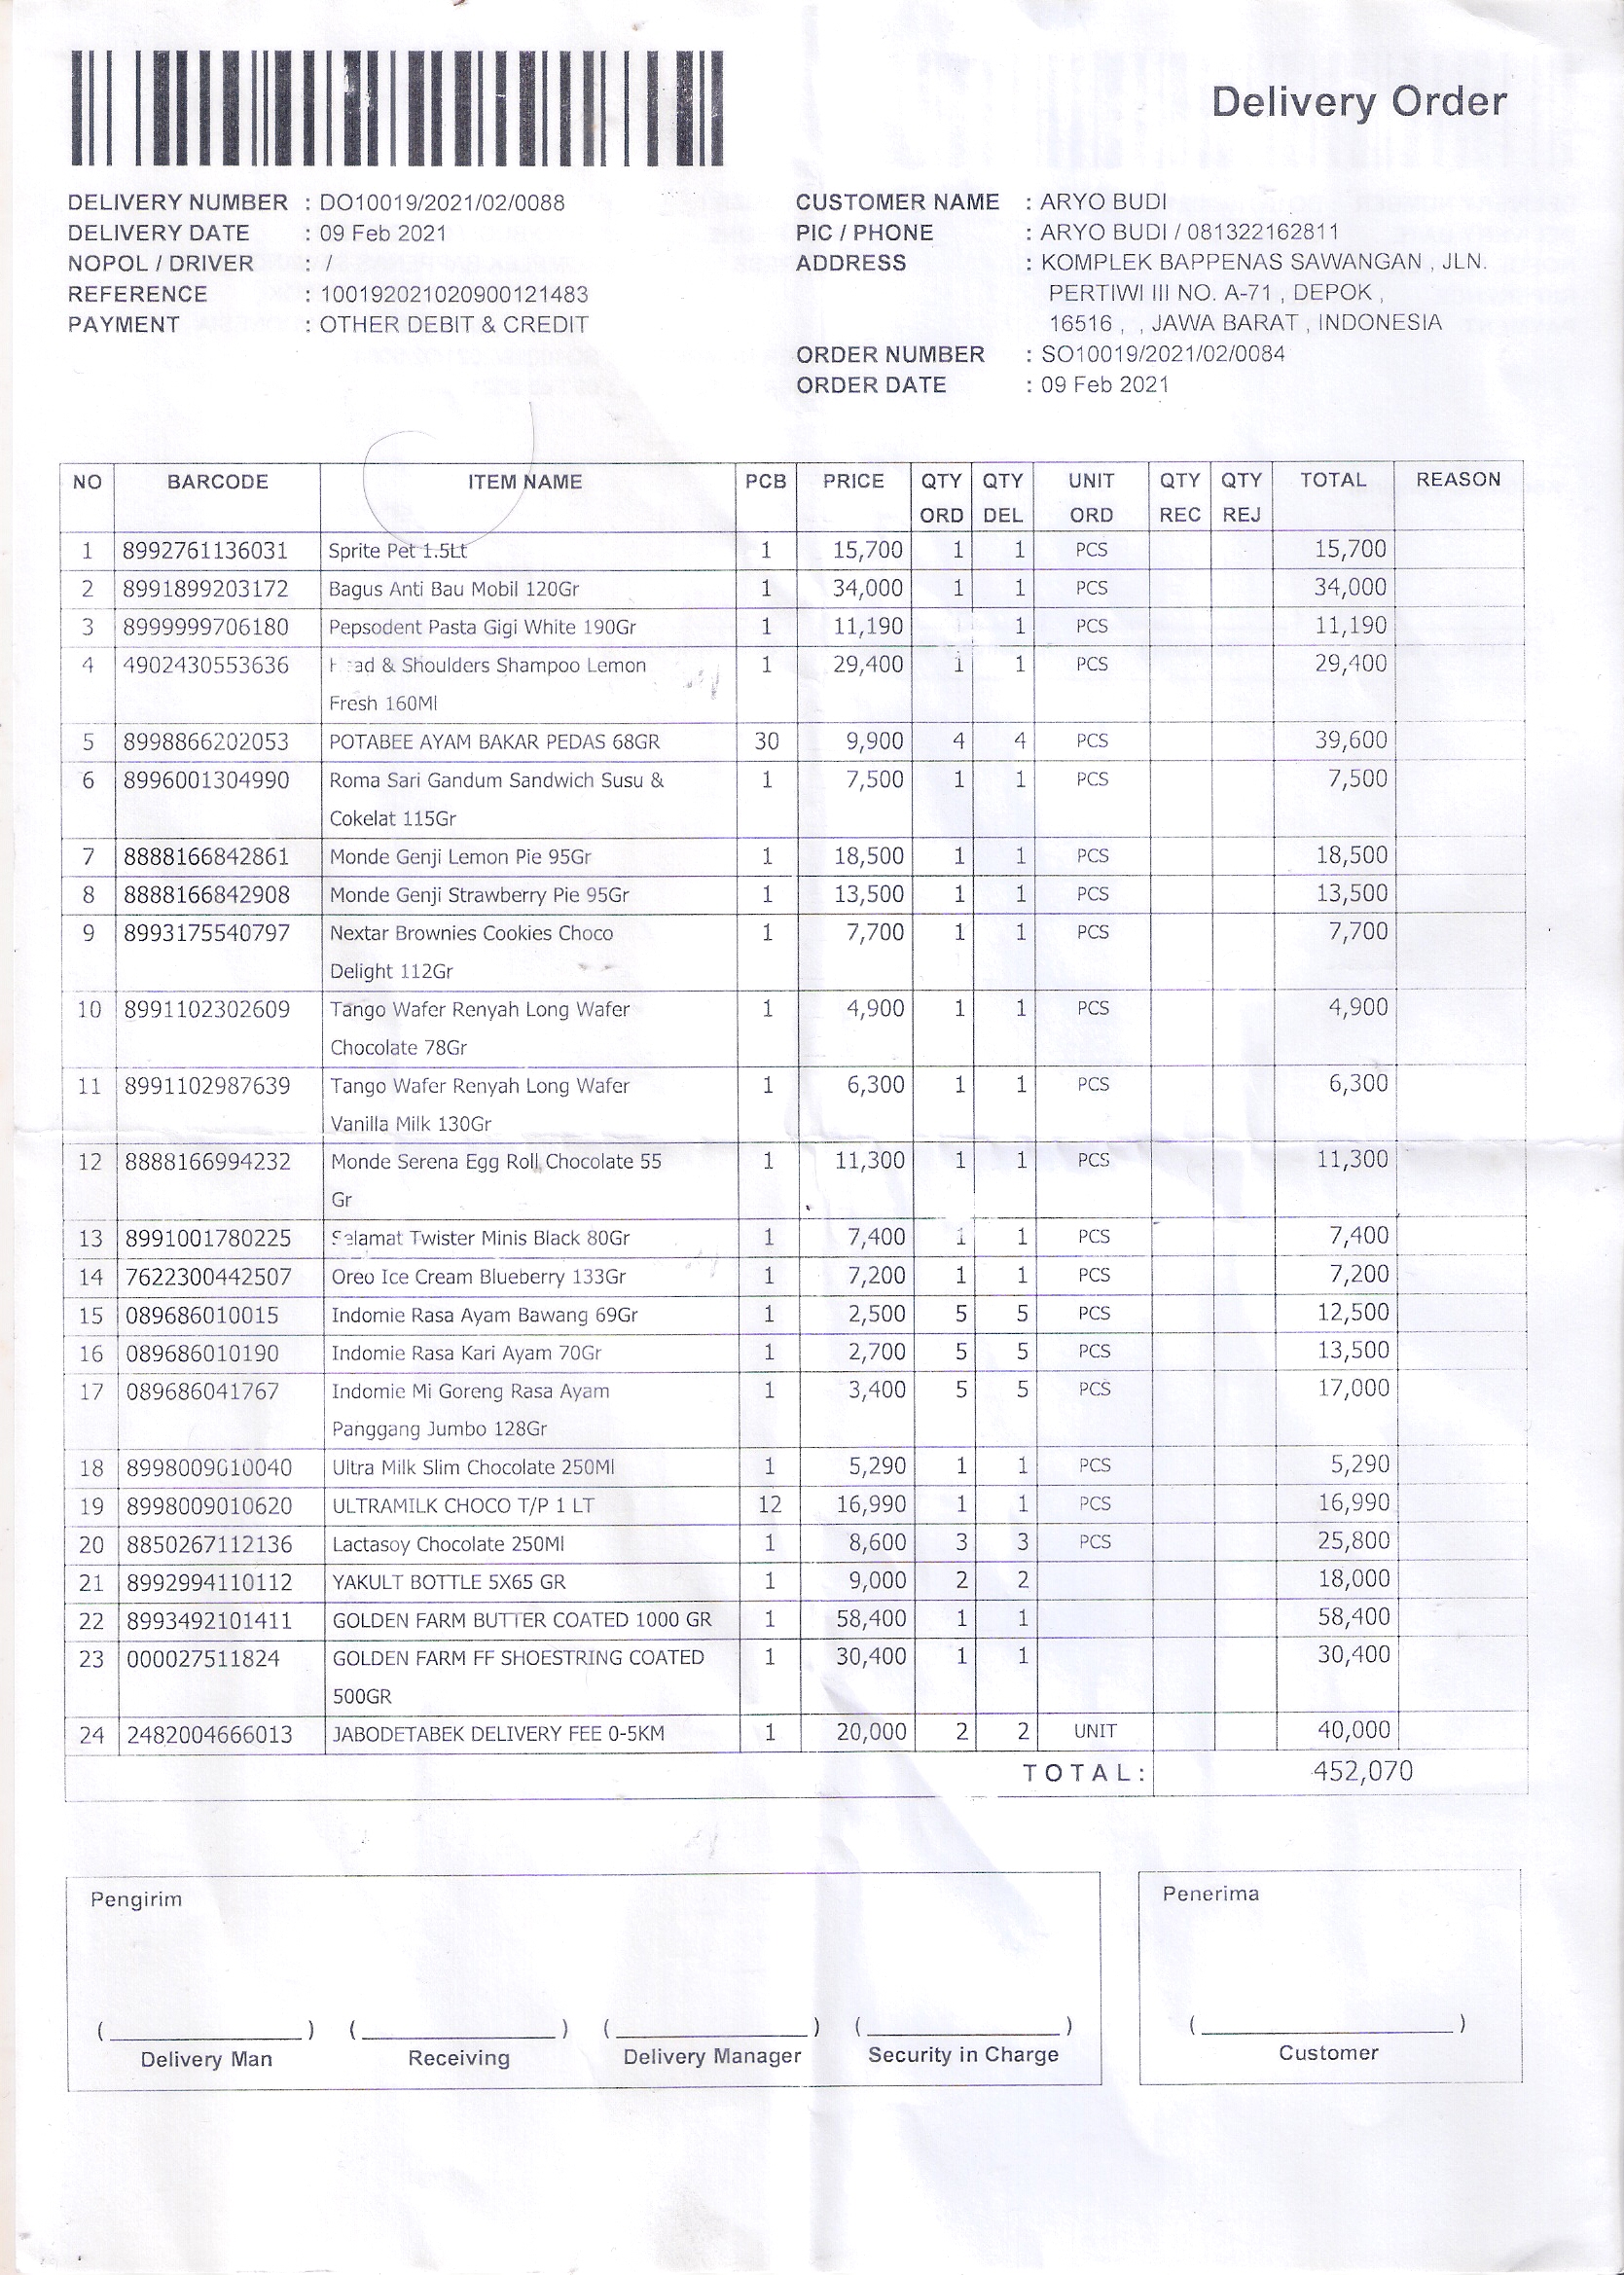 Delivery Order
DELIVERY NUMBER : DO10019/2021/02/0088
DELIVERY DATE : 09 Feb 2021
NOPOL / DRIVER : /
REFERENCE : 100192021020900121483
PAYMENT : OTHER DEBIT & CREDIT
CUSTOMER NAME : ARYO BUDI
PIC / PHONE : ARYO BUDI / 081322162811
ADDRESS : KOMPLEK BAPPENAS SAWANGAN , JLN.
PERTIWI III NO. A-71 , DEPOK ,
16516 , , JAWA BARAT , INDONESIA
ORDER NUMBER : SO10019/2021/02/0084
ORDER DATE : 09 Feb 2021
NO BARCODE ITEM NAME PCB PRICE QTY QTY UNIT QTY QTY TOTAL REASON
ORD DEL ORD REC REJ
1 8992761136031 Sprite Pet 1.5Lt 1 15,700 1 1 PCS 15,700
2 8991899203172 Bagus Anti Bau Mobil 120Gr 1 34,000 1 1 PCS 34,000
3 8999999706180 Pepsodent Pasta Gigi White 190Gr 1 11,190 1 PCS 11,190
4 4902430553636 Head & Shoulders Shampoo Lemon 1 29,400 1 1 PCS 29,400
Fresh 160Ml
5 8998866202053 POTABEE AYAM BAKAR PEDAS 68GR 30 9,900 4 4 PCS 39,600
6 8996001304990 Roma Sari Gandum Sandwich Susu & 1 7,500 1 1 PCS 7,500
Cokelat 115Gr
7 8888166842861 Monde Genji Lemon Pie 95Gr 1 18,500 1 1 PCS 18,500
8 8888166842908 Monde Genji Strawberry Pie 95Gr 1 13,500 1 1 PCS 13,500
9 8993175540797 Nextar Brownies Cookies Choco 1 7,700 1 1 PCS 7,700
Delight 112Gr
10 8991102302609 Tango Wafer Renyah Long Wafer 1 4,900 1 1 PCS 4,900
Chocolate 78Gr
11 8991102987639 Tango Wafer Renyah Long Wafer 1 6,300 1 1 PCS 6,300
Vanilla Milk 130Gr
12 8888166994232 Monde Serena Egg Roll Chocolate 55 1 11,300 1 1 PCS 11,300
Gr
13 8991001780225 Selamat Twister Minis Black 80Gr 1 7,400 1 1 PCS 7,400
14 7622300442507 Oreo Ice Cream Blueberry 133Gr 1 7,200 1 1 PCS 7,200
15 089686010015 Indomie Rasa Ayam Bawang 69Gr 1 2,500 5 5 PCS 12,500
16 089686010190 Indomie Rasa Kari Ayam 70Gr 1 2,700 5 5 PCS 13,500
17 089686041767 Indomie Mi Goreng Rasa Ayam 1 3,400 5 5 PCS 17,000
Panggang Jumbo 128Gr
18 8998009010040 Ultra Milk Slim Chocolate 250Ml 1 5,290 1 1 PCS 5,290
19 8998009010620 ULTRAMILK CHOCO T/P 1 LT 12 16,990 1 1 PCS 16,990
20 8850267112136 Lactasoy Chocolate 250Ml 1 8,600 3 3 PCS 25,800
21 8992994110112 YAKULT BOTTLE 5X65 GR 1 9,000 2 2 18,000
22 8993492101411 GOLDEN FARM BUTTER COATED 1000 GR 1 58,400 1 1 58,400
23 000027511824 GOLDEN FARM FF SHOESTRING COATED 1 30,400 1 1 30,400
500GR
24 2482004666013 JABODETABEK DELIVERY FEE 0-5KM 1 20,000 2 2 UNIT 40,000
TOTAL: 452,070
Pengirim
Penerima
( ) ( ) ( ) ( ) ( )
Delivery Man Receiving Delivery Manager Security in Charge Customer